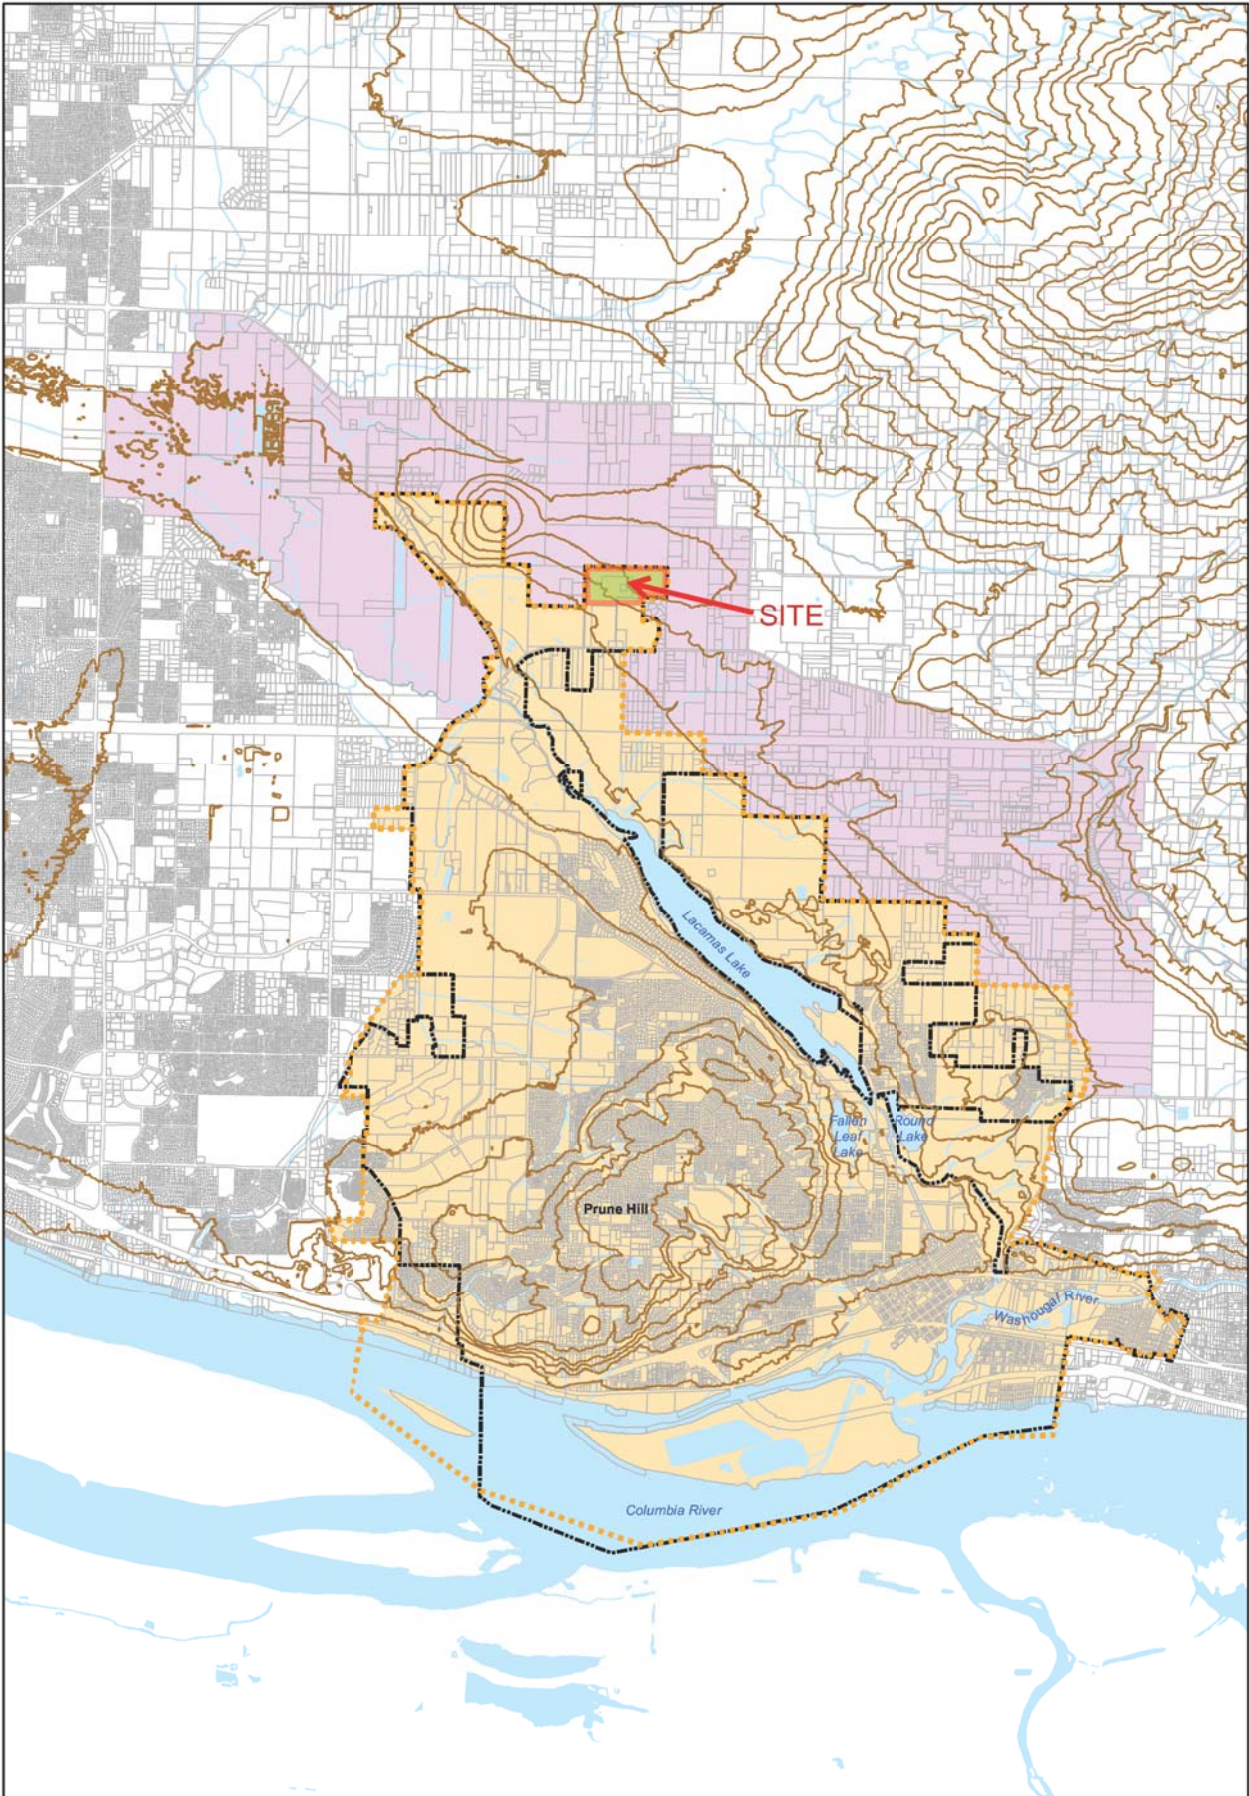 SITE
Lacamas Lake
Fallen
Leaf
Lake
Round
Lake
Prune Hill
Washougal River
Columbia River